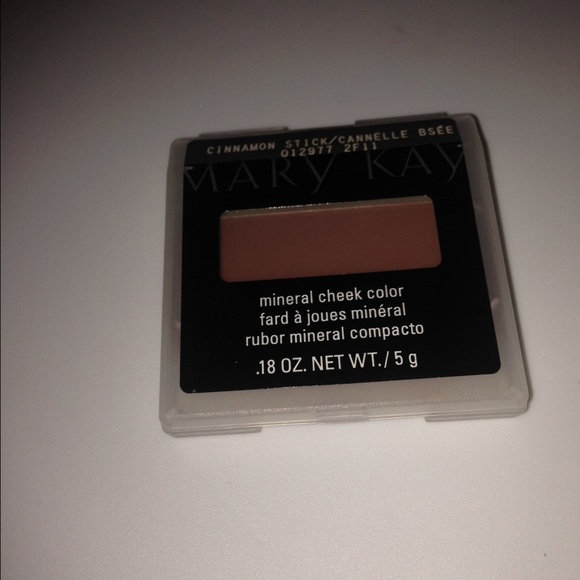 CINNAMON STICK/CANNELLE BSÉE
012977 2F11
MARY KAY
mineral cheek color
fard à joues minéral
rubor mineral compacto
.18 OZ. NET WT./5 g